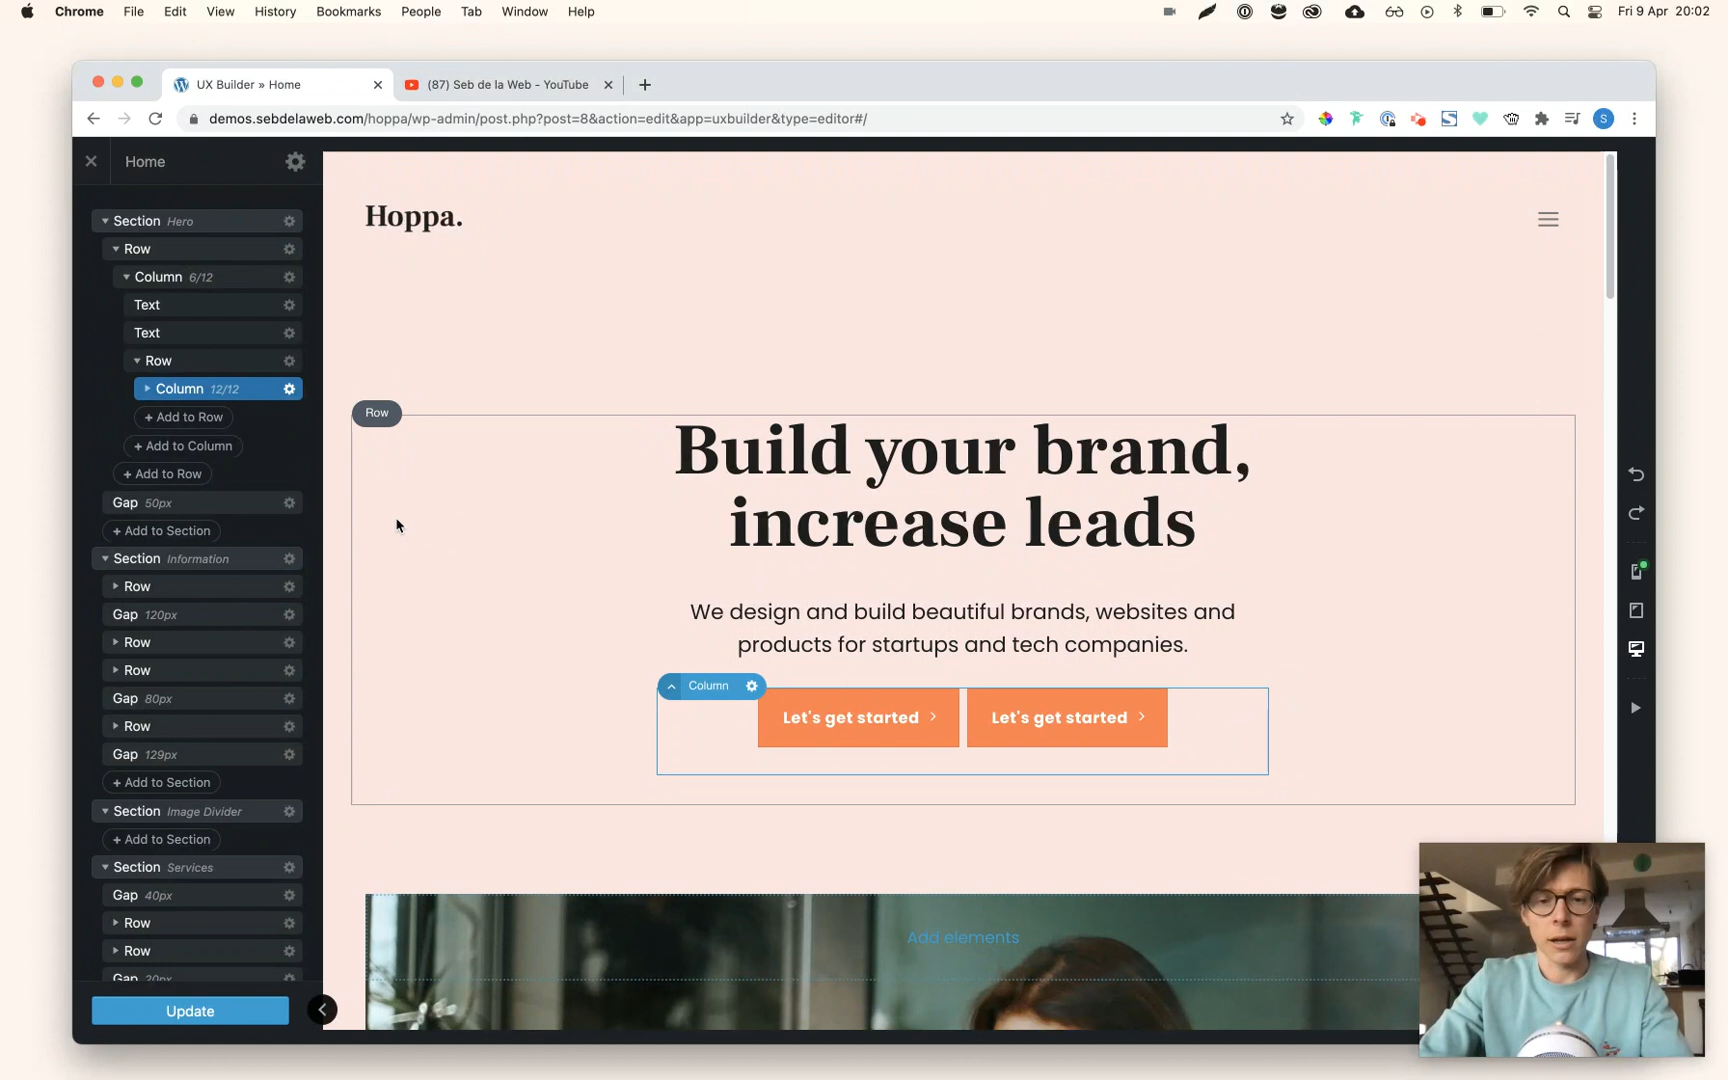 Chrome File Edit View History Bookmarks People Tab Window Help Fri 9 Apr 20:02
UX Builder » Home
(87) Seb de la Web - YouTube
demos.sebdelaweb.com/hoppa/wp-admin/post.php?post=8&action=edit&app=uxbuilder&type=editor#/
S
Home
Section Hero
Row
Column 6/12
Text
Text
Row
Column 12/12
+ Add to Row
+ Add to Column
+ Add to Row
Gap 50px
+ Add to Section
Section Information
Row
Gap 120px
Row
Row
Gap 80px
Row
Gap 129px
+ Add to Section
Section Image Divider
+ Add to Section
Section Services
Gap 40px
Row
Row
Gap 20px
Update
Hoppa.
Row
Build your brand,
increase leads
We design and build beautiful brands, websites and
products for startups and tech companies.
Column
Let's get started
Let's get started
Add elements